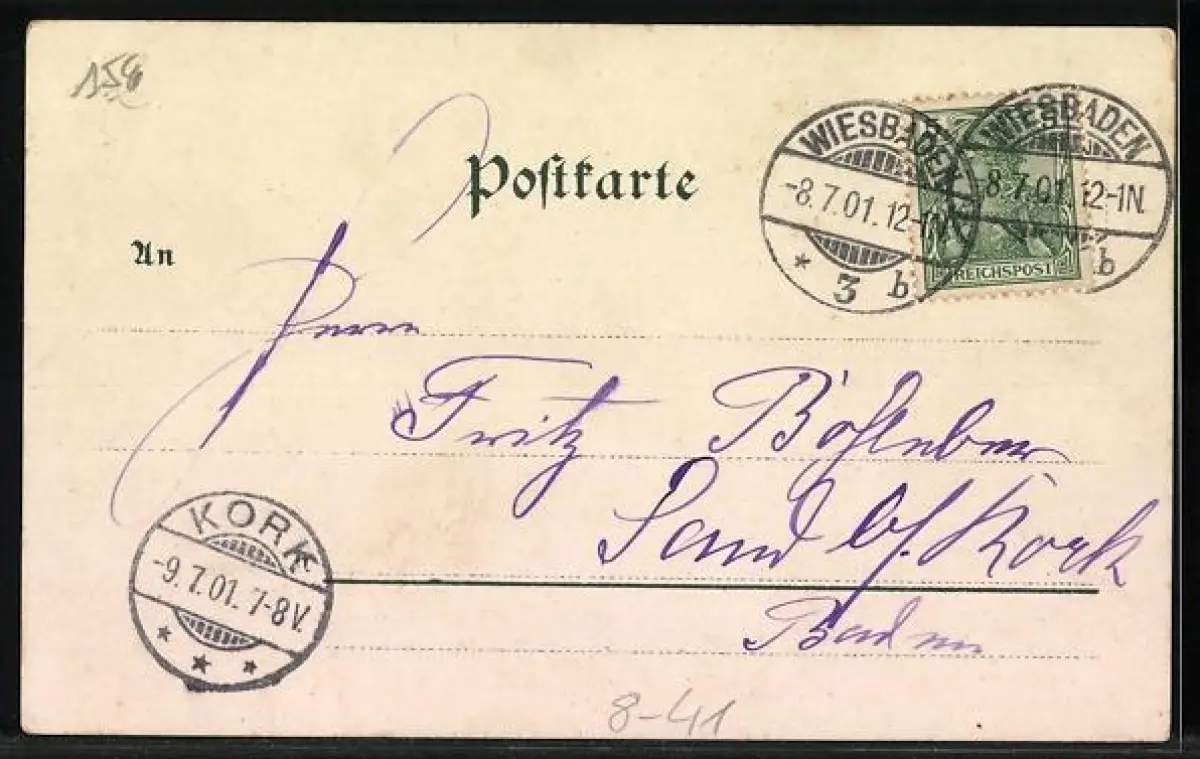 158
Postkarte
WIESBADEN
-8.7.01.12-1N.
* 3 b
WIESBADEN
-8.7.01.12-1N.
b
REICHSPOST
An
Herrn
Fritz
Sand b/ Kork
Baden
KORK
-9.7.01.7-8V.
* * *
8-41